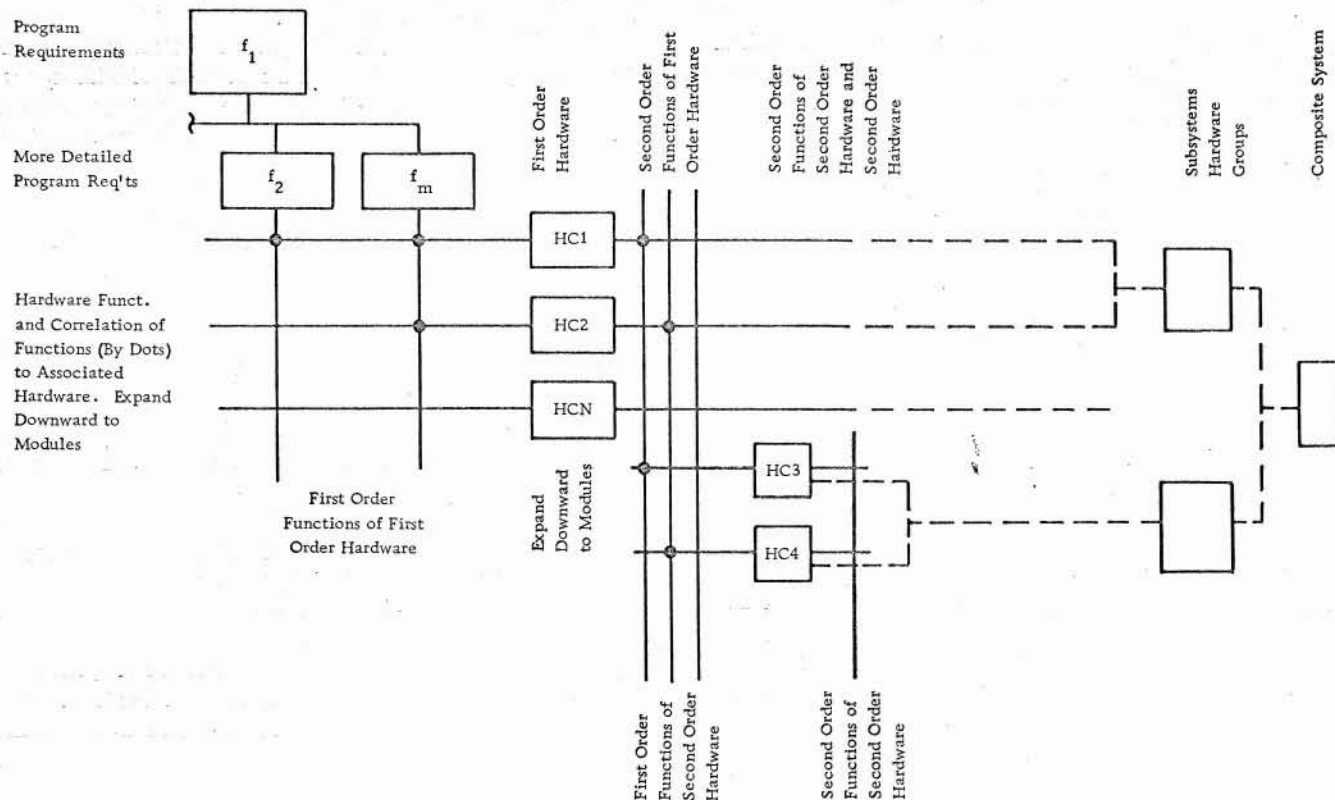 Program
Requirements
f1
More Detailed
Program Req'ts
f2
fm
First Order
Hardware
Second Order
Functions of First
Order Hardware
Second Order
Functions of
Second Order
Hardware and
Second Order
Hardware
Subsystems
Hardware
Groups
Composite System
HC1
Hardware Funct.
and Correlation of
Functions (By Dots)
to Associated
Hardware. Expand
Downward to
Modules
HC2
HCN
First Order
Functions of First
Order Hardware
Expand
Downward
to Modules
HC3
HC4
First Order
Functions of
Second Order
Hardware
Second Order
Functions of
Second Order
Hardware